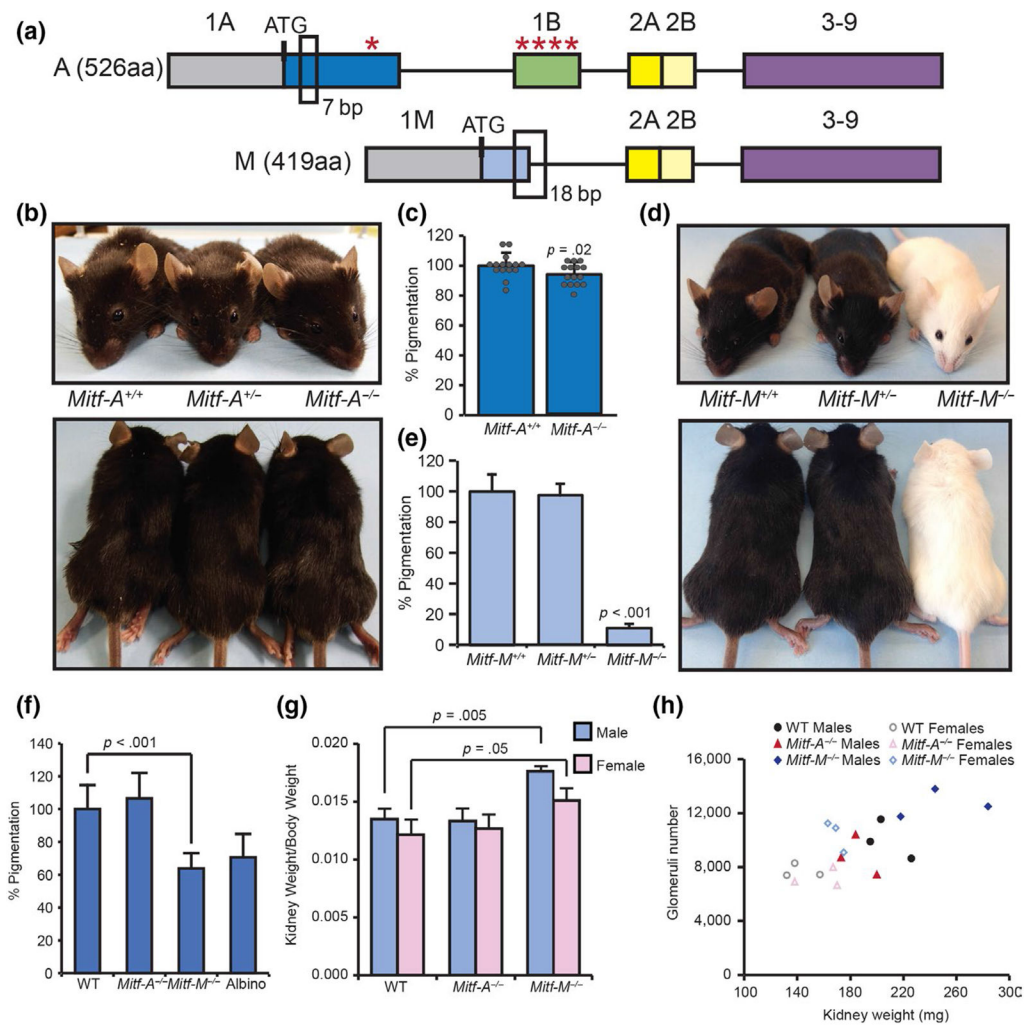 (a)
1A
ATG
*
1B
****
2A 2B
3-9
A (526aa)
7 bp
1M
ATG
2A 2B
3-9
M (419aa)
18 bp
(b)
Mitf-A+/+
Mitf-A+/–
Mitf-A–/–
(c)
120
100
80
60
40
20
0
% Pigmentation
p = .02
Mitf-A+/+
Mitf-A–/–
(d)
Mitf-M+/+
Mitf-M+/–
Mitf-M–/–
(e)
120
100
80
60
40
20
0
% Pigmentation
p < .001
Mitf-M+/+
Mitf-M+/–
Mitf-M–/–
(f)
140
120
100
80
60
40
20
0
% Pigmentation
p < .001
WT
Mitf-A–/–
Mitf-M–/–
Albino
(g)
p = .005
p = .05
Male
Female
0.020
0.015
0.010
0.005
0.000
Kidney Weight/Body Weight
WT
Mitf-A–/–
Mitf-M–/–
(h)
WT Males
WT Females
Mitf-A–/– Males
Mitf-A–/– Females
Mitf-M–/– Males
Mitf-M–/– Females
16,000
12,000
8,000
4,000
0
Glomeruli number
100
140
180
220
260
300
Kidney weight (mg)